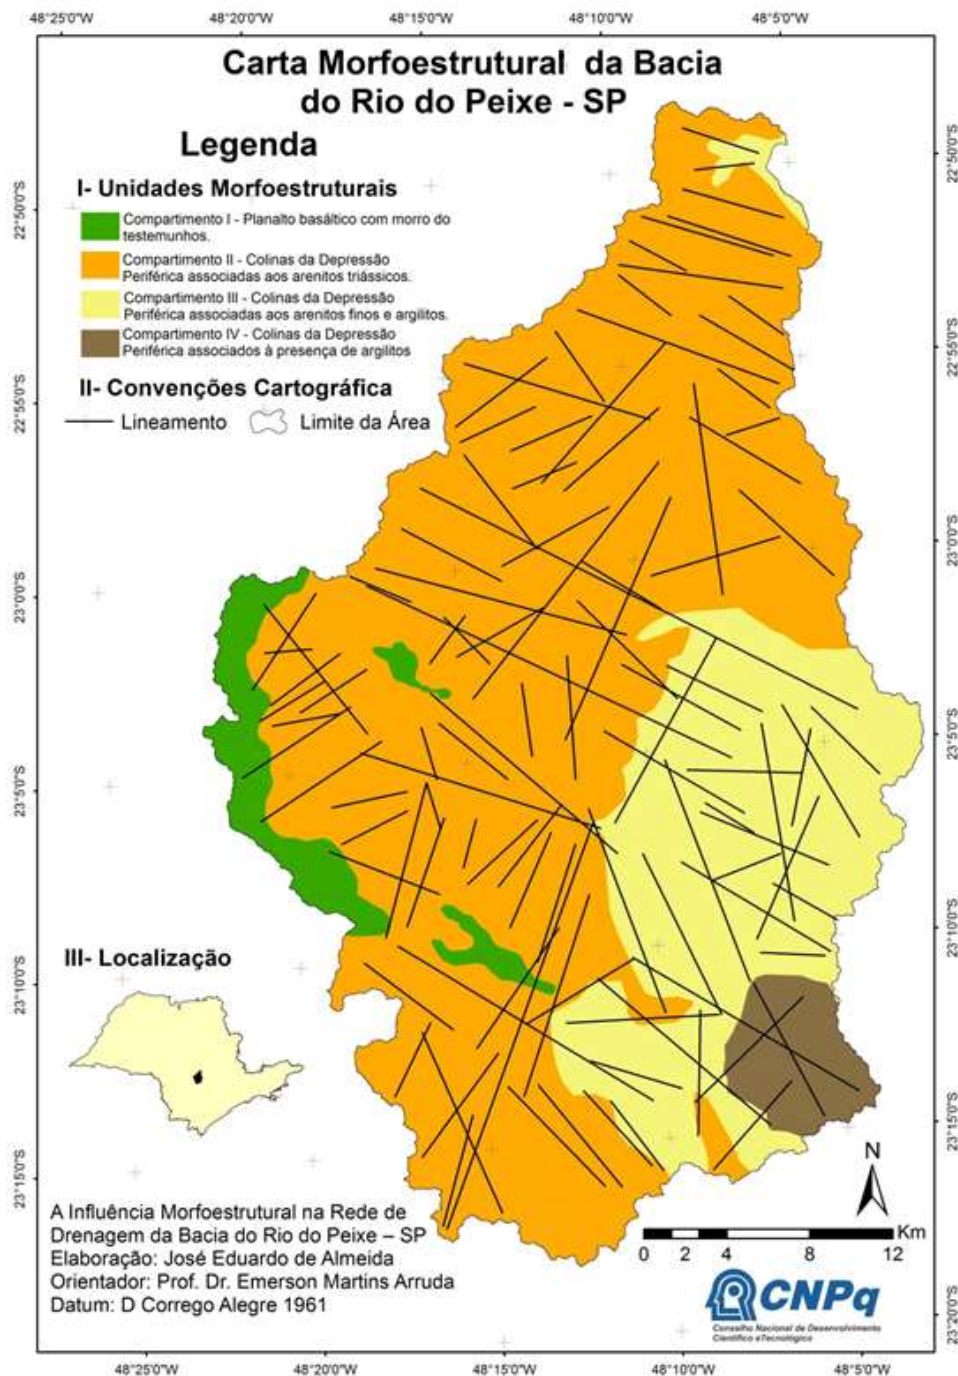 48°25'0"W 48°20'0"W 48°15'0"W 48°10'0"W 48°5'0"W
Carta Morfoestrutural da Bacia
do Rio do Peixe - SP
Legenda
I- Unidades Morfoestruturais
Compartimento I - Planalto basáltico com morro do
testemunhos.
Compartimento II - Colinas da Depressão
Periférica associadas aos arenitos triássicos.
Compartimento III - Colinas da Depressão
Periférica associadas aos arenitos finos e argilitos.
Compartimento IV - Colinas da Depressão
Periférica associados à presença de argilitos
II- Convenções Cartográfica
Lineamento
Limite da Área
22°50'0"S
22°55'0"S
23°0'0"S
23°5'0"S
23°10'0"S
23°15'0"S
22°50'0"S
22°55'0"S
23°0'0"S
23°5'0"S
23°10'0"S
23°15'0"S
23°20'0"S
III- Localização
N
Km
0 2 4 8 12
A Influência Morfoestrutural na Rede de
Drenagem da Bacia do Rio do Peixe – SP
Elaboração: José Eduardo de Almeida
Orientador: Prof. Dr. Emerson Martins Arruda
Datum: D Corrego Alegre 1961
CNPq
Conselho Nacional de Desenvolvimento
Científico eTecnológico
48°25'0"W 48°20'0"W 48°15'0"W 48°10'0"W 48°5'0"W